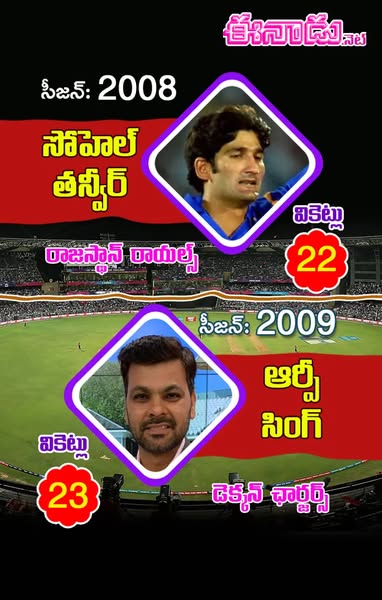 ఈనాడు.నెట్
సీజన్: 2008
సోహెల్
తన్వీర్
వికెట్లు
రాజస్థాన్ రాయల్స్
22
సీజన్: 2009
ఆర్పీ
సింగ్
వికెట్లు
23
డెక్కన్ ఛార్జర్స్